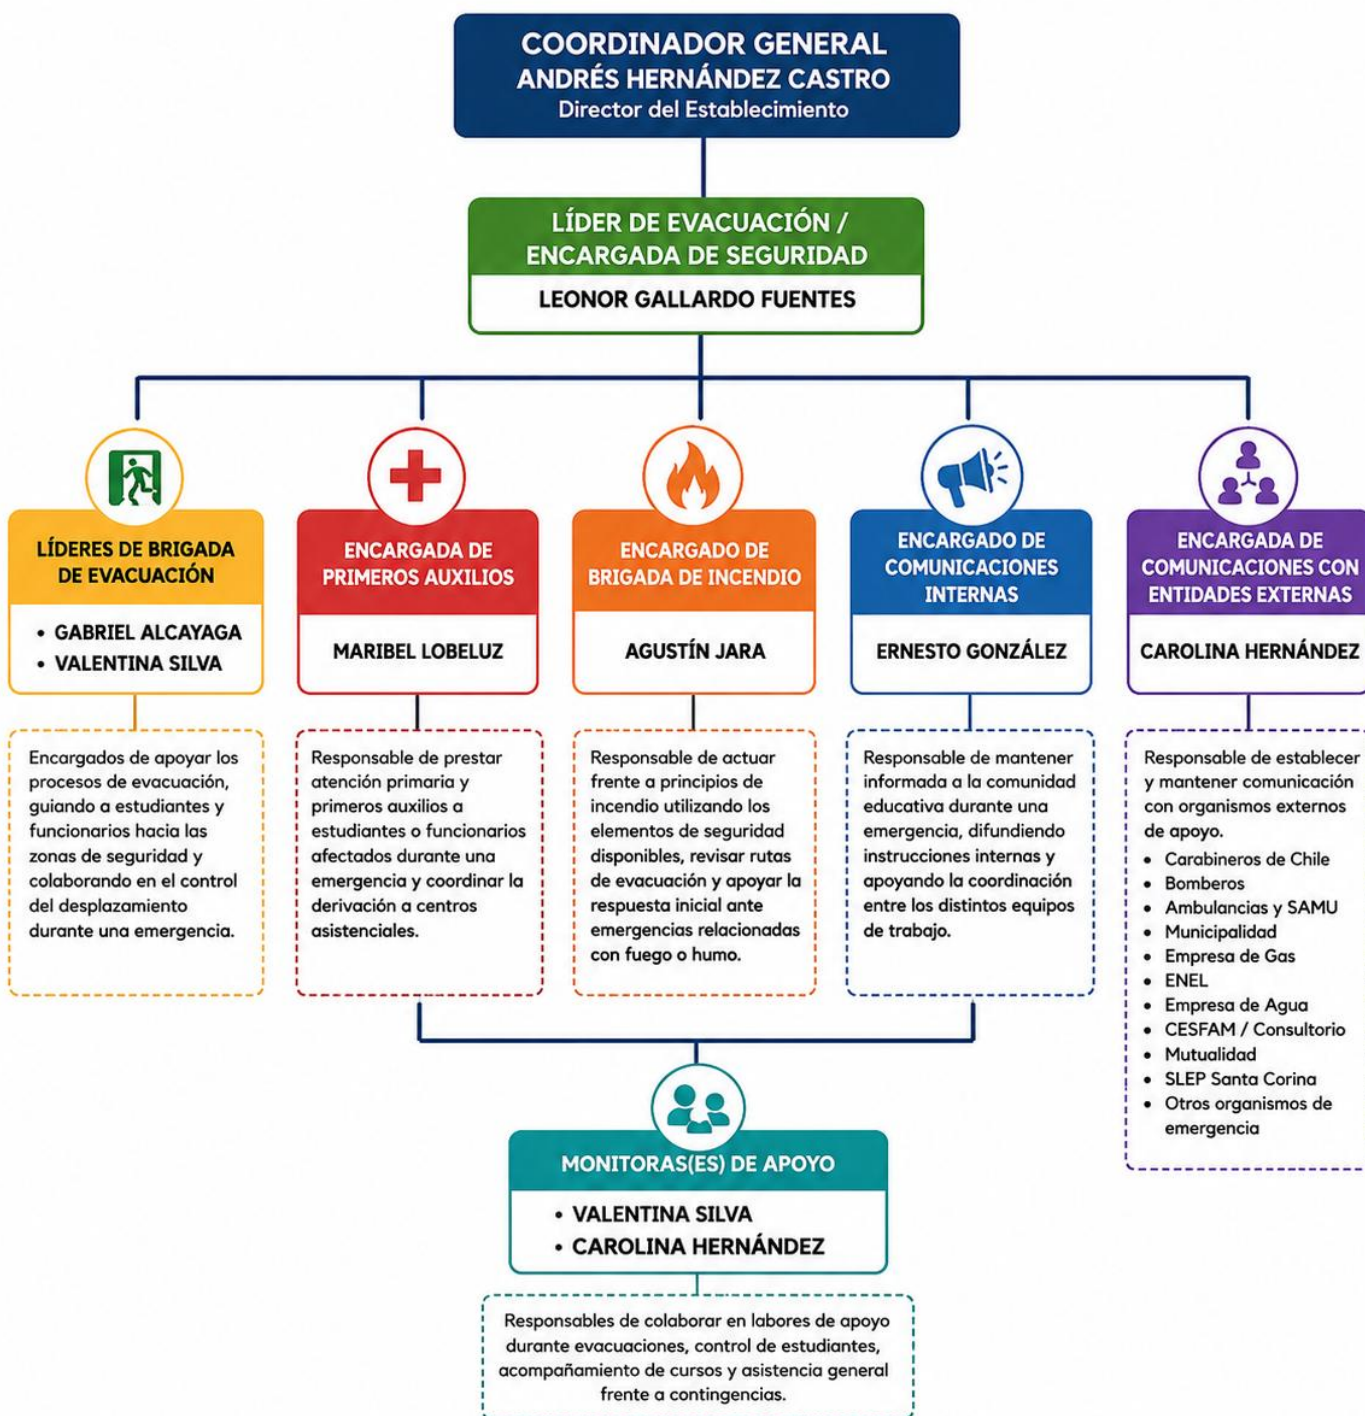 COORDINADOR GENERAL
ANDRÉS HERNÁNDEZ CASTRO
Director del Establecimiento
LÍDER DE EVACUACIÓN /
ENCARGADA DE SEGURIDAD
LEONOR GALLARDO FUENTES
LÍDERES DE BRIGADA
DE EVACUACIÓN
• GABRIEL ALCAYAGA
• VALENTINA SILVA
Encargados de apoyar los
procesos de evacuación,
guiando a estudiantes y
funcionarios hacia las
zonas de seguridad y
colaborando en el control
del desplazamiento
durante una emergencia.
ENCARGADA DE
PRIMEROS AUXILIOS
MARIBEL LOBELUZ
Responsable de prestar
atención primaria y
primeros auxilios a
estudiantes o funcionarios
afectados durante una
emergencia y coordinar la
derivación a centros
asistenciales.
ENCARGADO DE
BRIGADA DE INCENDIO
AGUSTÍN JARA
Responsable de actuar
frente a principios de
incendio utilizando los
elementos de seguridad
disponibles, revisar rutas
de evacuación y apoyar la
respuesta inicial ante
emergencias relacionadas
con fuego o humo.
ENCARGADO DE
COMUNICACIONES
INTERNAS
ERNESTO GONZÁLEZ
Responsable de mantener
informada a la comunidad
educativa durante una
emergencia, difundiendo
instrucciones internas y
apoyando la coordinación
entre los distintos equipos
de trabajo.
ENCARGADA DE
COMUNICACIONES CON
ENTIDADES EXTERNAS
CAROLINA HERNÁNDEZ
Responsable de establecer
y mantener comunicación
con organismos externos
de apoyo.
• Carabineros de Chile
• Bomberos
• Ambulancias y SAMU
• Municipalidad
• Empresa de Gas
• ENEL
• Empresa de Agua
• CESFAM / Consultorio
• Mutualidad
• SLEP Santa Corina
• Otros organismos de
emergencia
MONITORAS(ES) DE APOYO
• VALENTINA SILVA
• CAROLINA HERNÁNDEZ
Responsables de colaborar en labores de apoyo
durante evacuaciones, control de estudiantes,
acompañamiento de cursos y asistencia general
frente a contingencias.